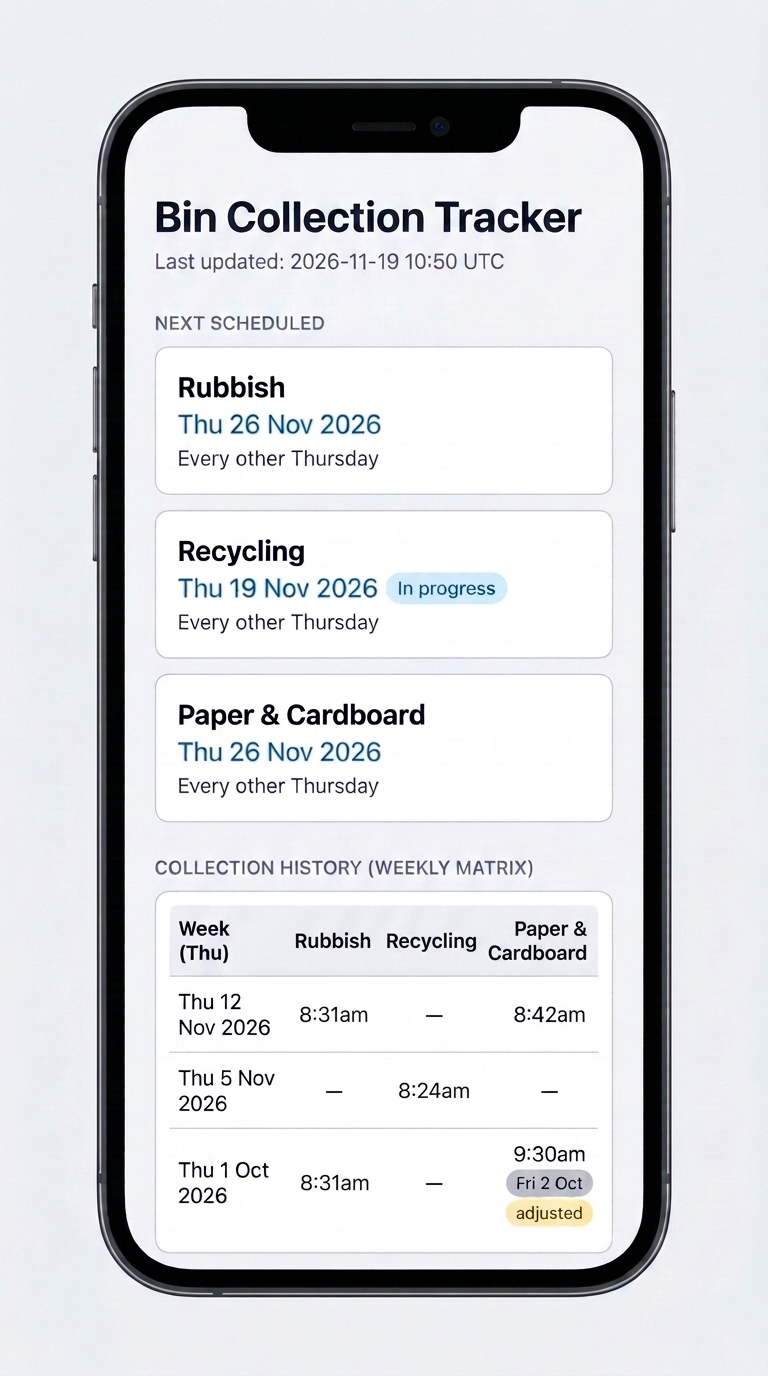 Bin Collection Tracker
Last updated: 2026-11-19 10:50 UTC
NEXT SCHEDULED
Rubbish
Thu 26 Nov 2026
Every other Thursday
Recycling
Thu 19 Nov 2026 In progress
Every other Thursday
Paper & Cardboard
Thu 26 Nov 2026
Every other Thursday
COLLECTION HISTORY (WEEKLY MATRIX)
Week (Thu) Rubbish Recycling Paper & Cardboard
Thu 12 Nov 2026 8:31am — 8:42am
Thu 5 Nov 2026 — 8:24am —
Thu 1 Oct 2026 8:31am — 9:30am Fri 2 Oct adjusted